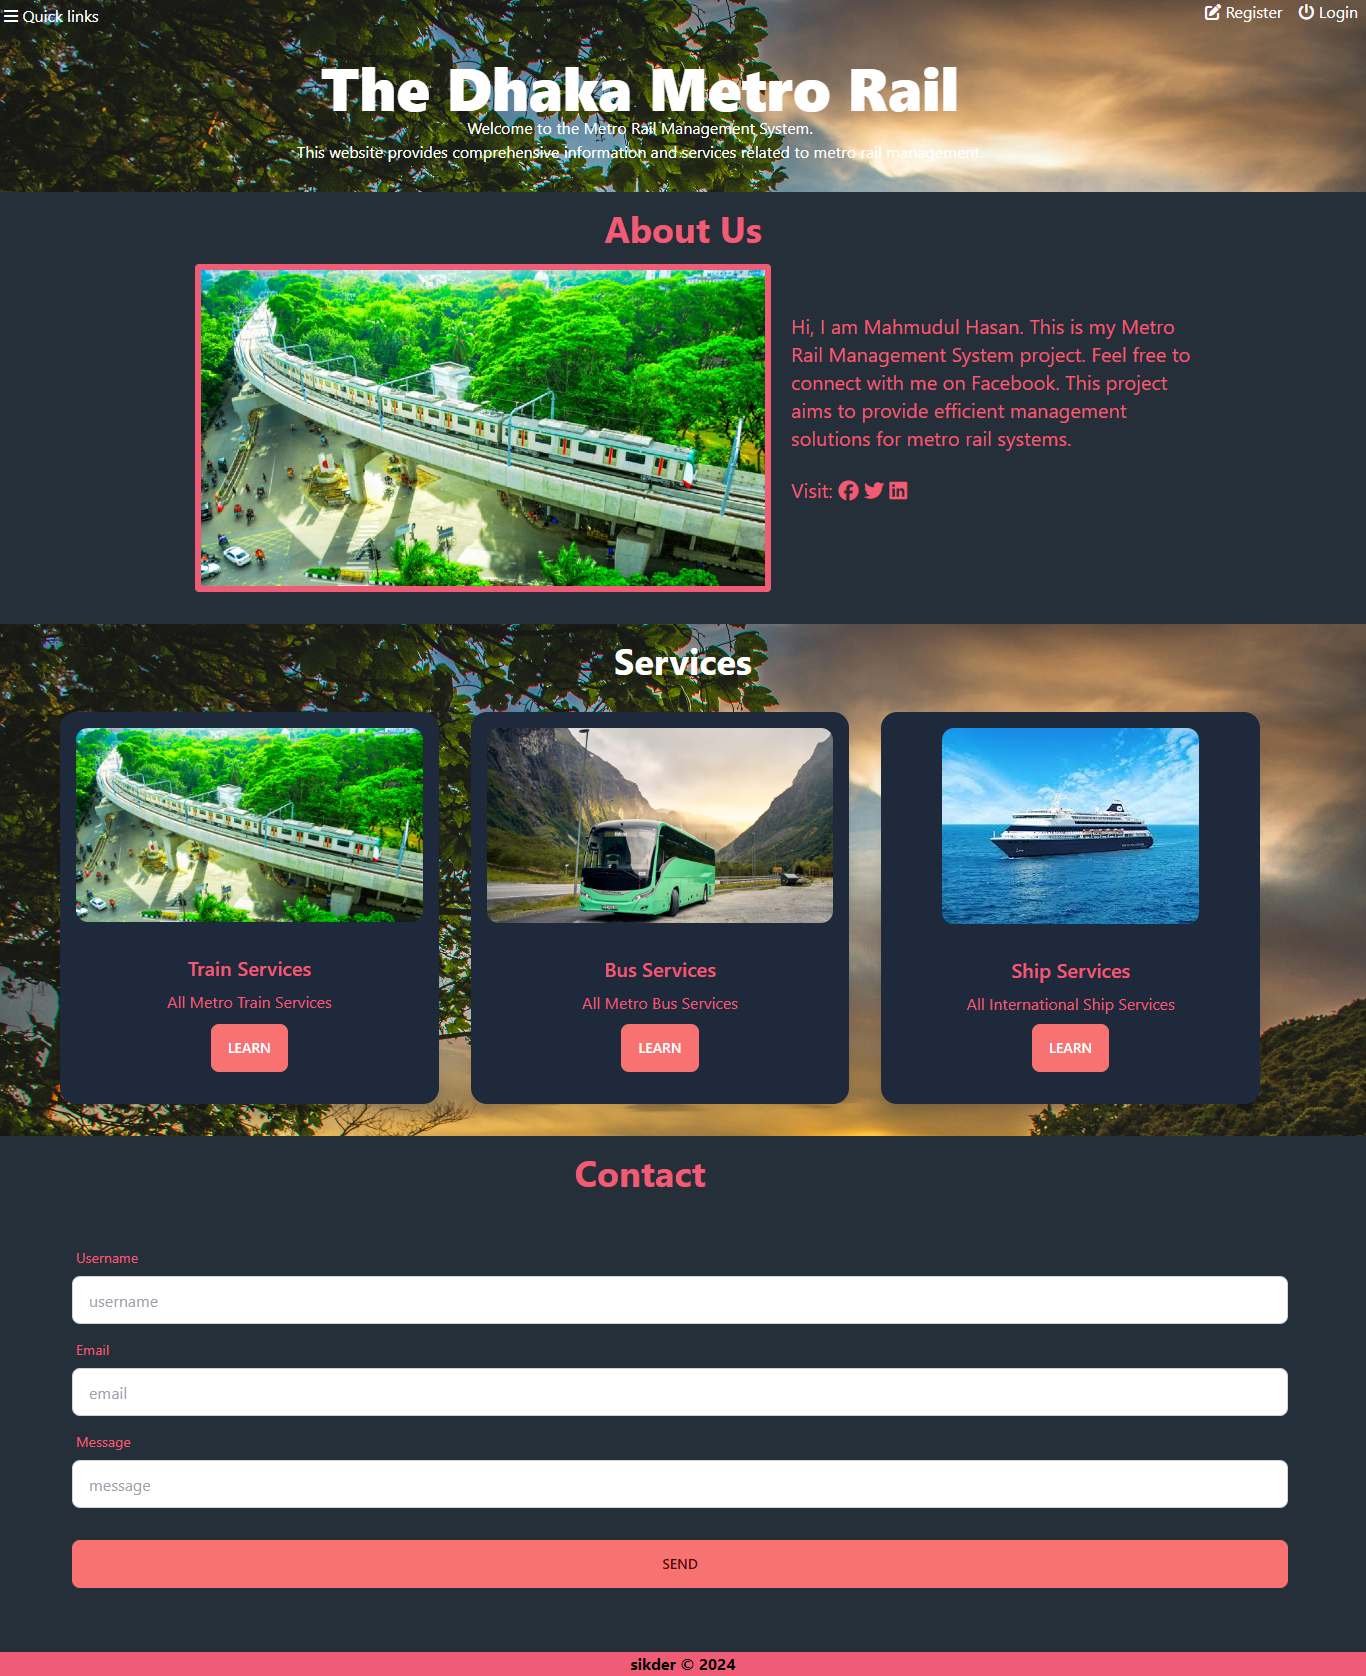 Quick links
Register
Login
The Dhaka Metro Rail
Welcome to the Metro Rail Management System.
This website provides comprehensive information and services related to metro rail management.
About Us
Hi, I am Mahmudul Hasan. This is my Metro
Rail Management System project. Feel free to
connect with me on Facebook. This project
aims to provide efficient management
solutions for metro rail systems.
Visit:
Services
Train Services
All Metro Train Services
LEARN
Bus Services
All Metro Bus Services
LEARN
Ship Services
All International Ship Services
LEARN
Contact
Username
username
Email
email
Message
message
SEND
sikder © 2024